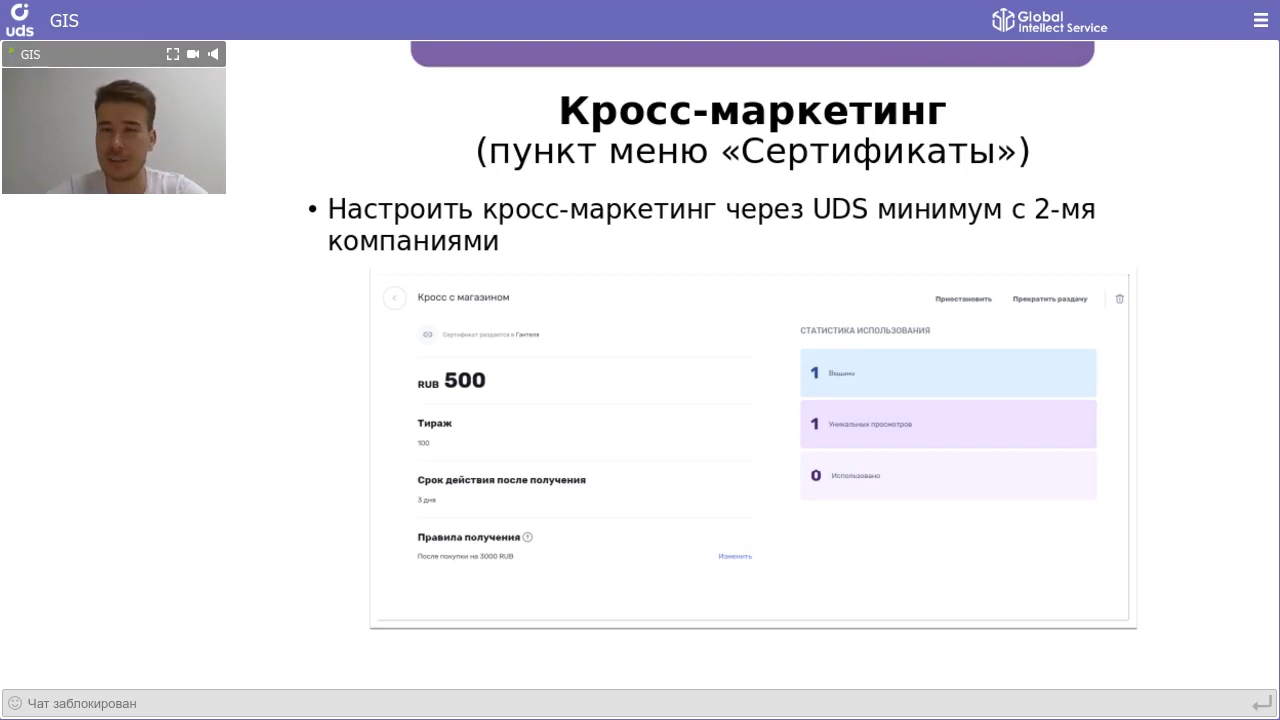 uds
GIS
Global
Intellect Service
GIS
Кросс-маркетинг
(пункт меню «Сертификаты»)
• Настроить кросс-маркетинг через UDS минимум с 2-мя
компаниями
Кросс с магазином
Приостановить
Прекратить раздачу
Сертификат раздается в Гантеля
СТАТИСТИКА ИСПОЛЬЗОВАНИЯ
RUB 500
1 Выдано
Тираж
100
1 Уникальных просмотров
Срок действия после получения
3 дня
0 Использовано
Правила получения
После покупки на 3000 RUB
Изменить
Чат заблокирован